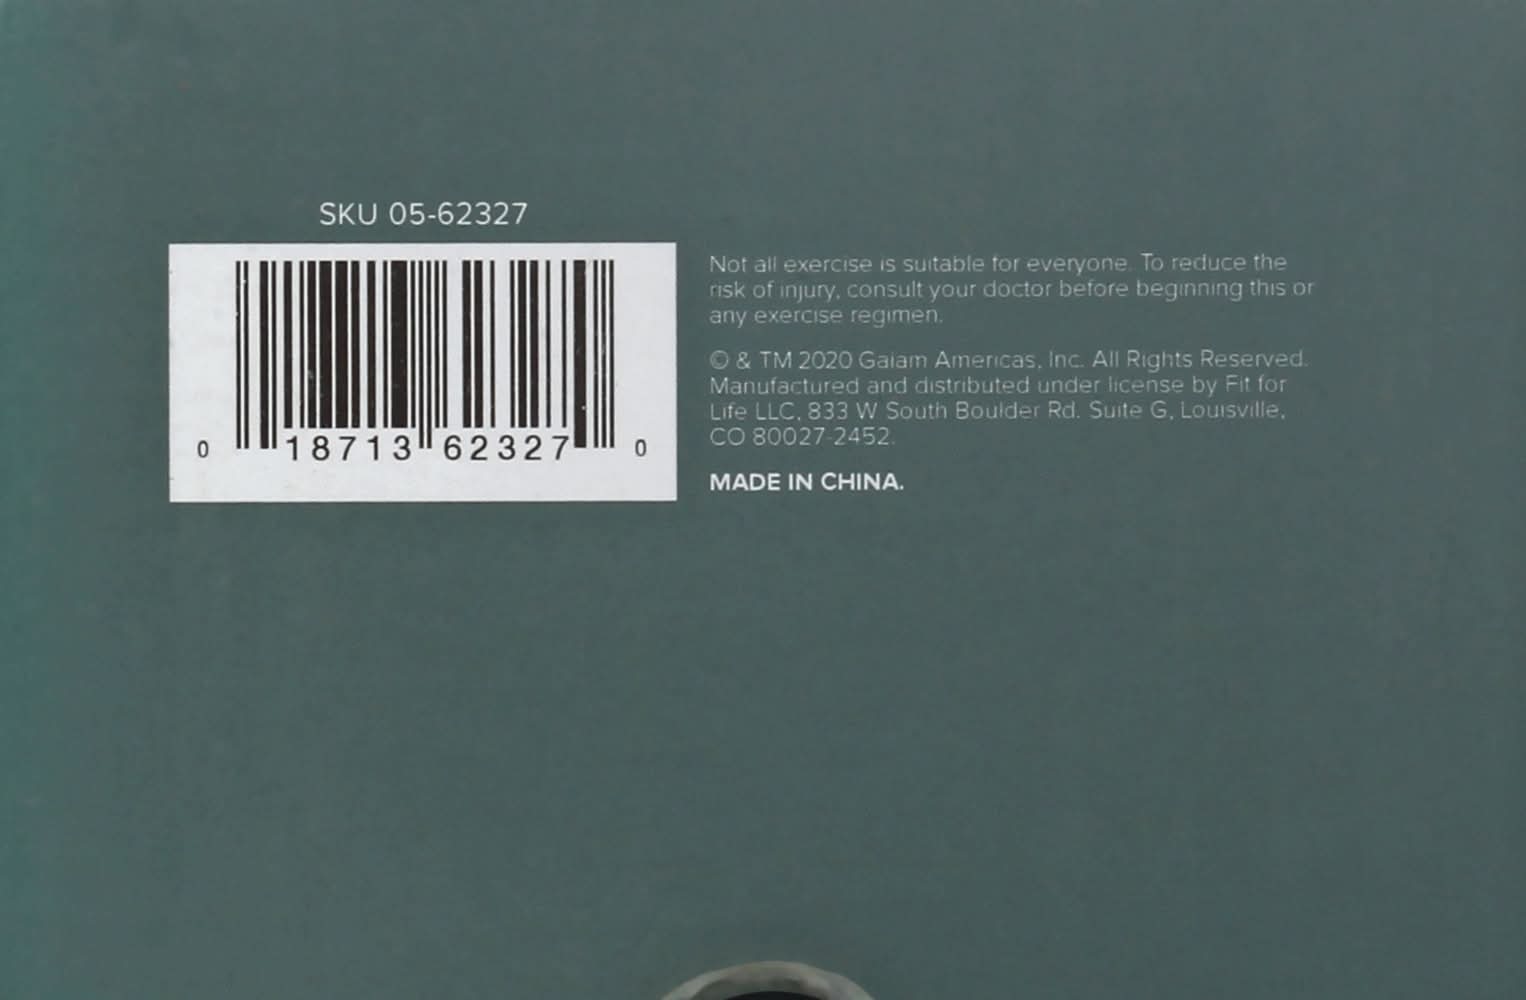 SKU 05-62327
0 18713 62327 0
Not all exercise is suitable for everyone. To reduce the
risk of injury, consult your doctor before beginning this or
any exercise regimen.
© & TM 2020 Gaiam Americas, Inc. All Rights Reserved.
Manufactured and distributed under license by Fit for
Life LLC, 833 W South Boulder Rd. Suite G, Louisville,
CO 80027-2452.
MADE IN CHINA.